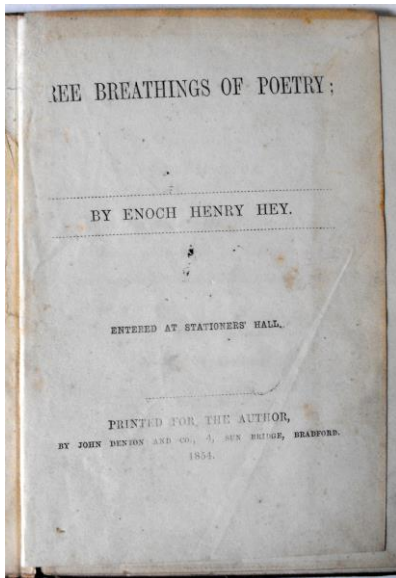 REE BREATHINGS OF POETRY;
BY ENOCH HENRY HEY.
ENTERED AT STATIONERS' HALL.
PRINTED FOR THE AUTHOR,
BY JOHN DENTON AND CO., SUN BRIDGE, BRADFORD.
1854.